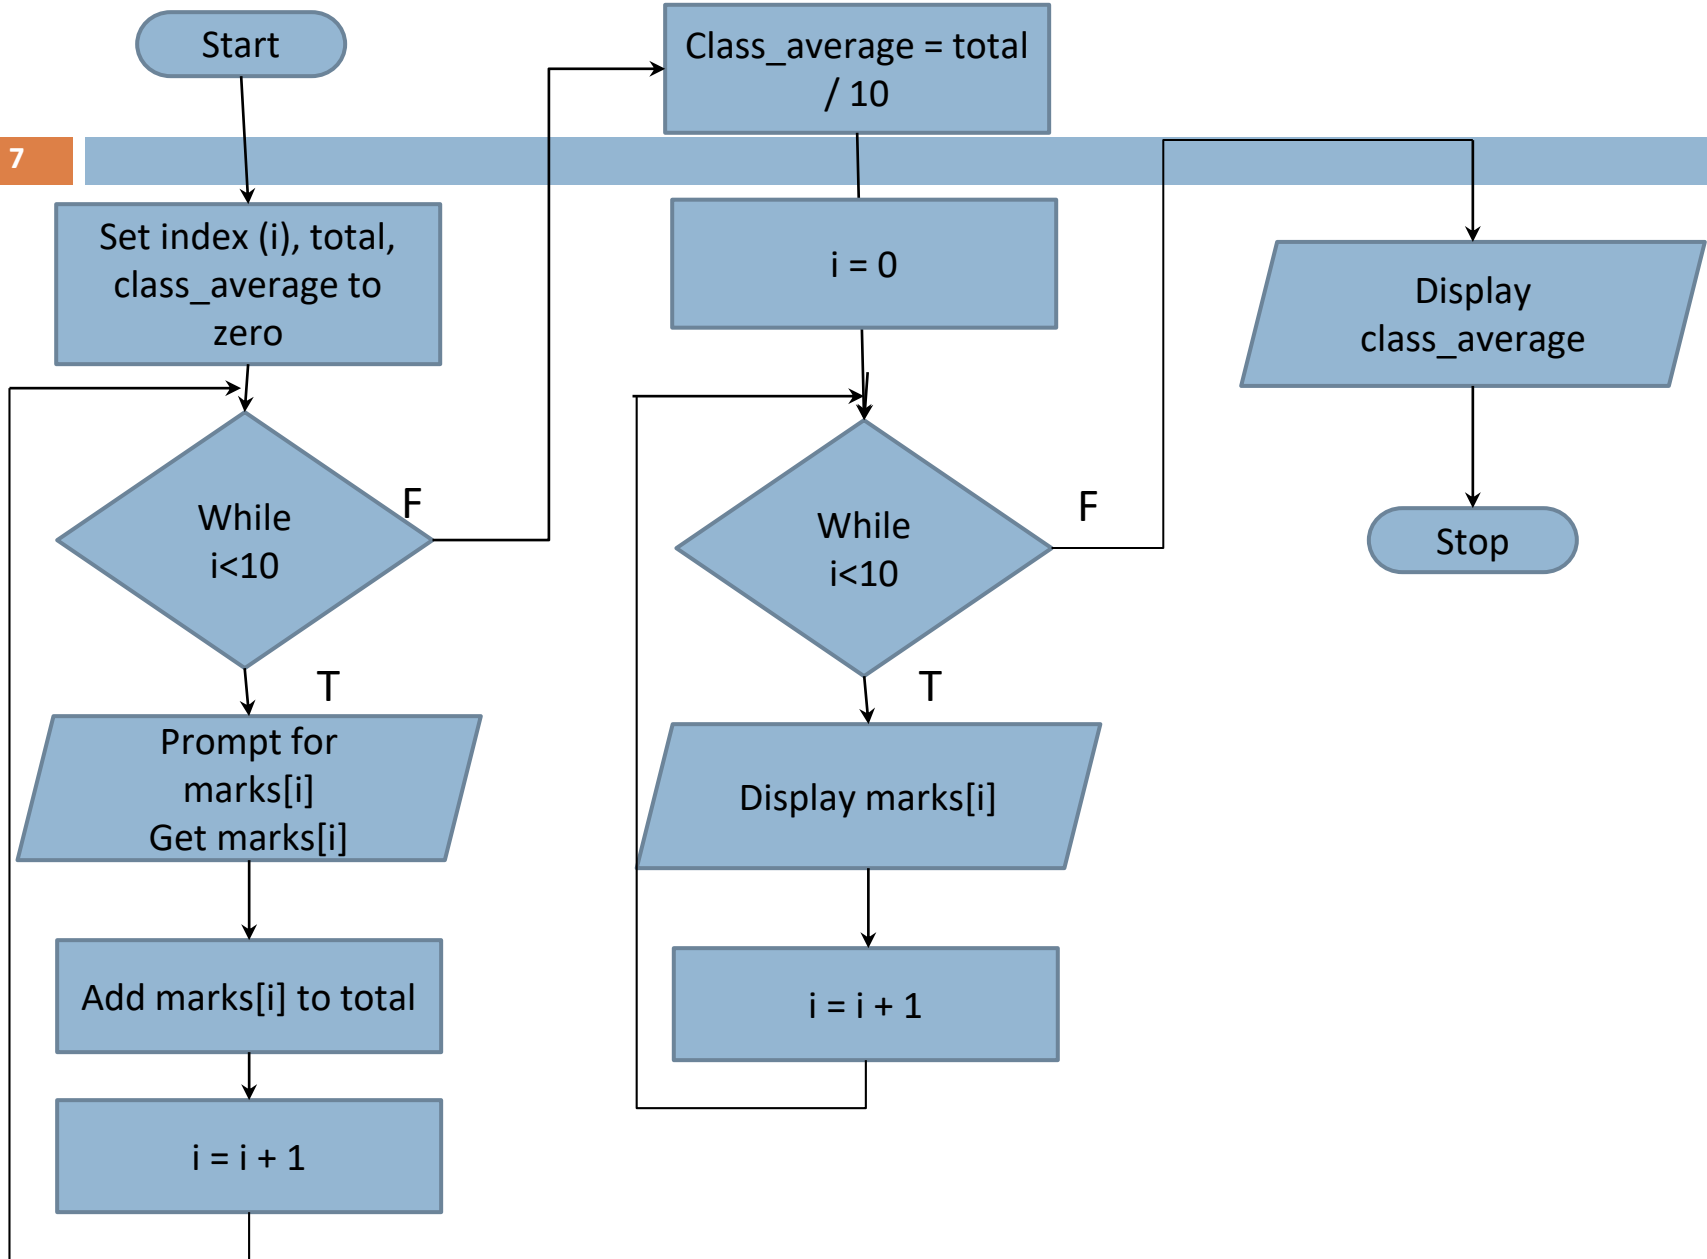 7
Start
Set index (i), total,
class_average to
zero
While
i<10
F
T
Prompt for
marks[i]
Get marks[i]
Add marks[i] to total
i = i + 1
Class_average = total
/ 10
i = 0
While
i<10
F
T
Display marks[i]
i = i + 1
Display
class_average
Stop